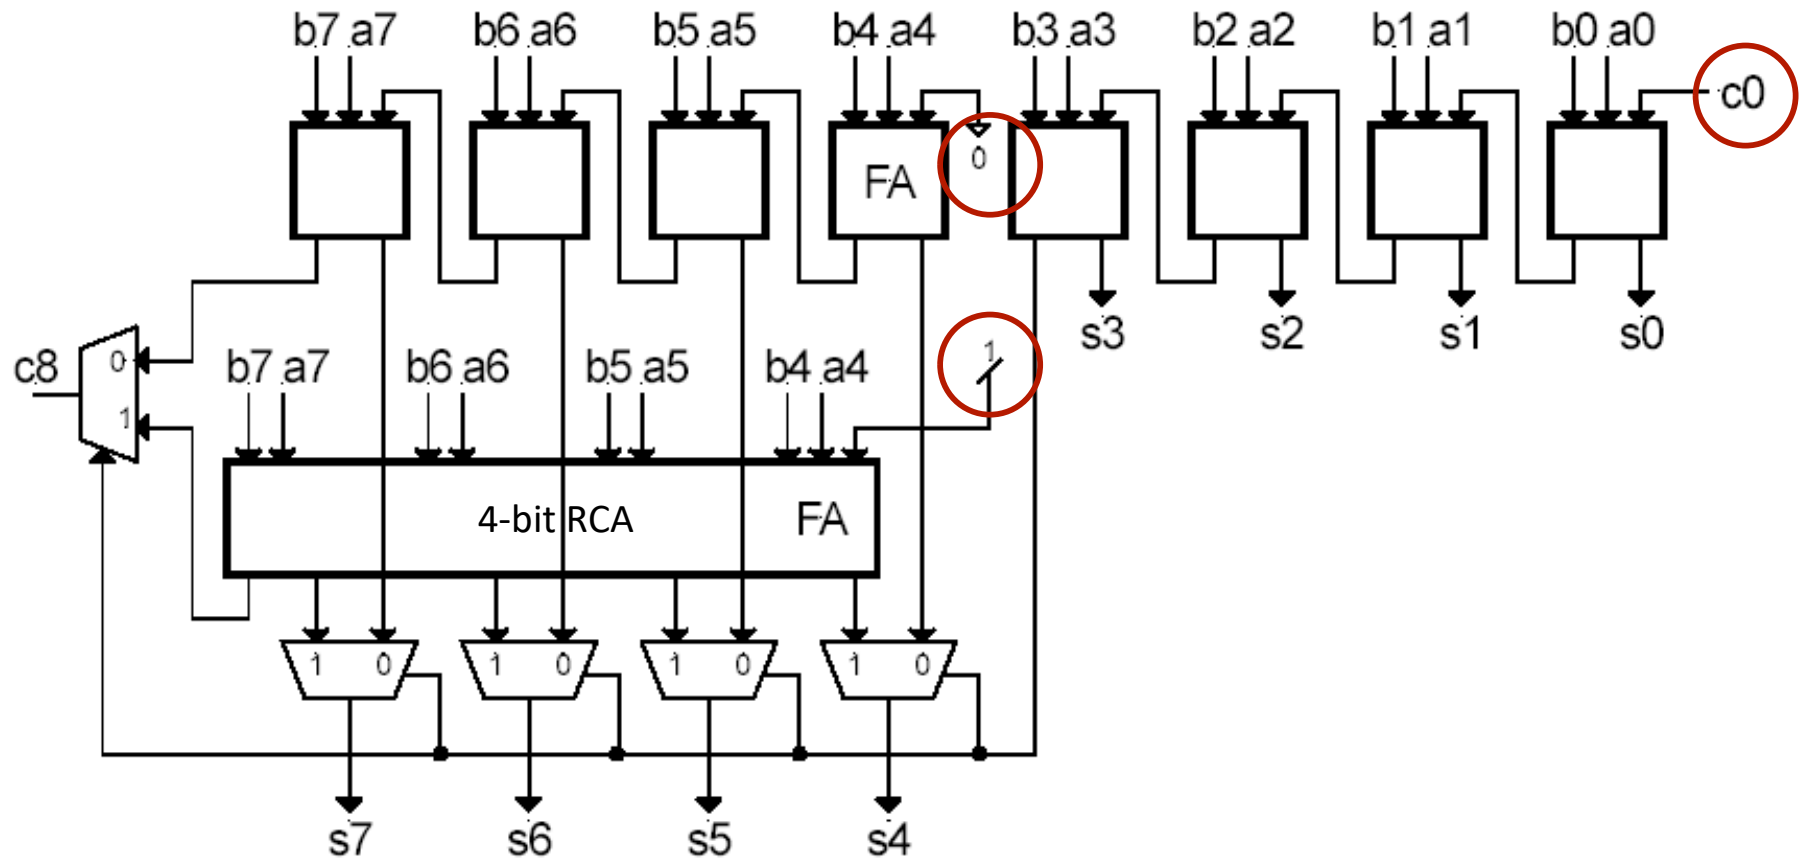 b7 a7 b6 a6 b5 a5 b4 a4 b3 a3 b2 a2 b1 a1 b0 a0
c0
FA 0
s3 s2 s1 s0
1
c8 0 b7 a7 b6 a6 b5 a5 b4 a4
1
4-bit RCA FA
1 0 1 0 1 0 1 0
s7 s6 s5 s4